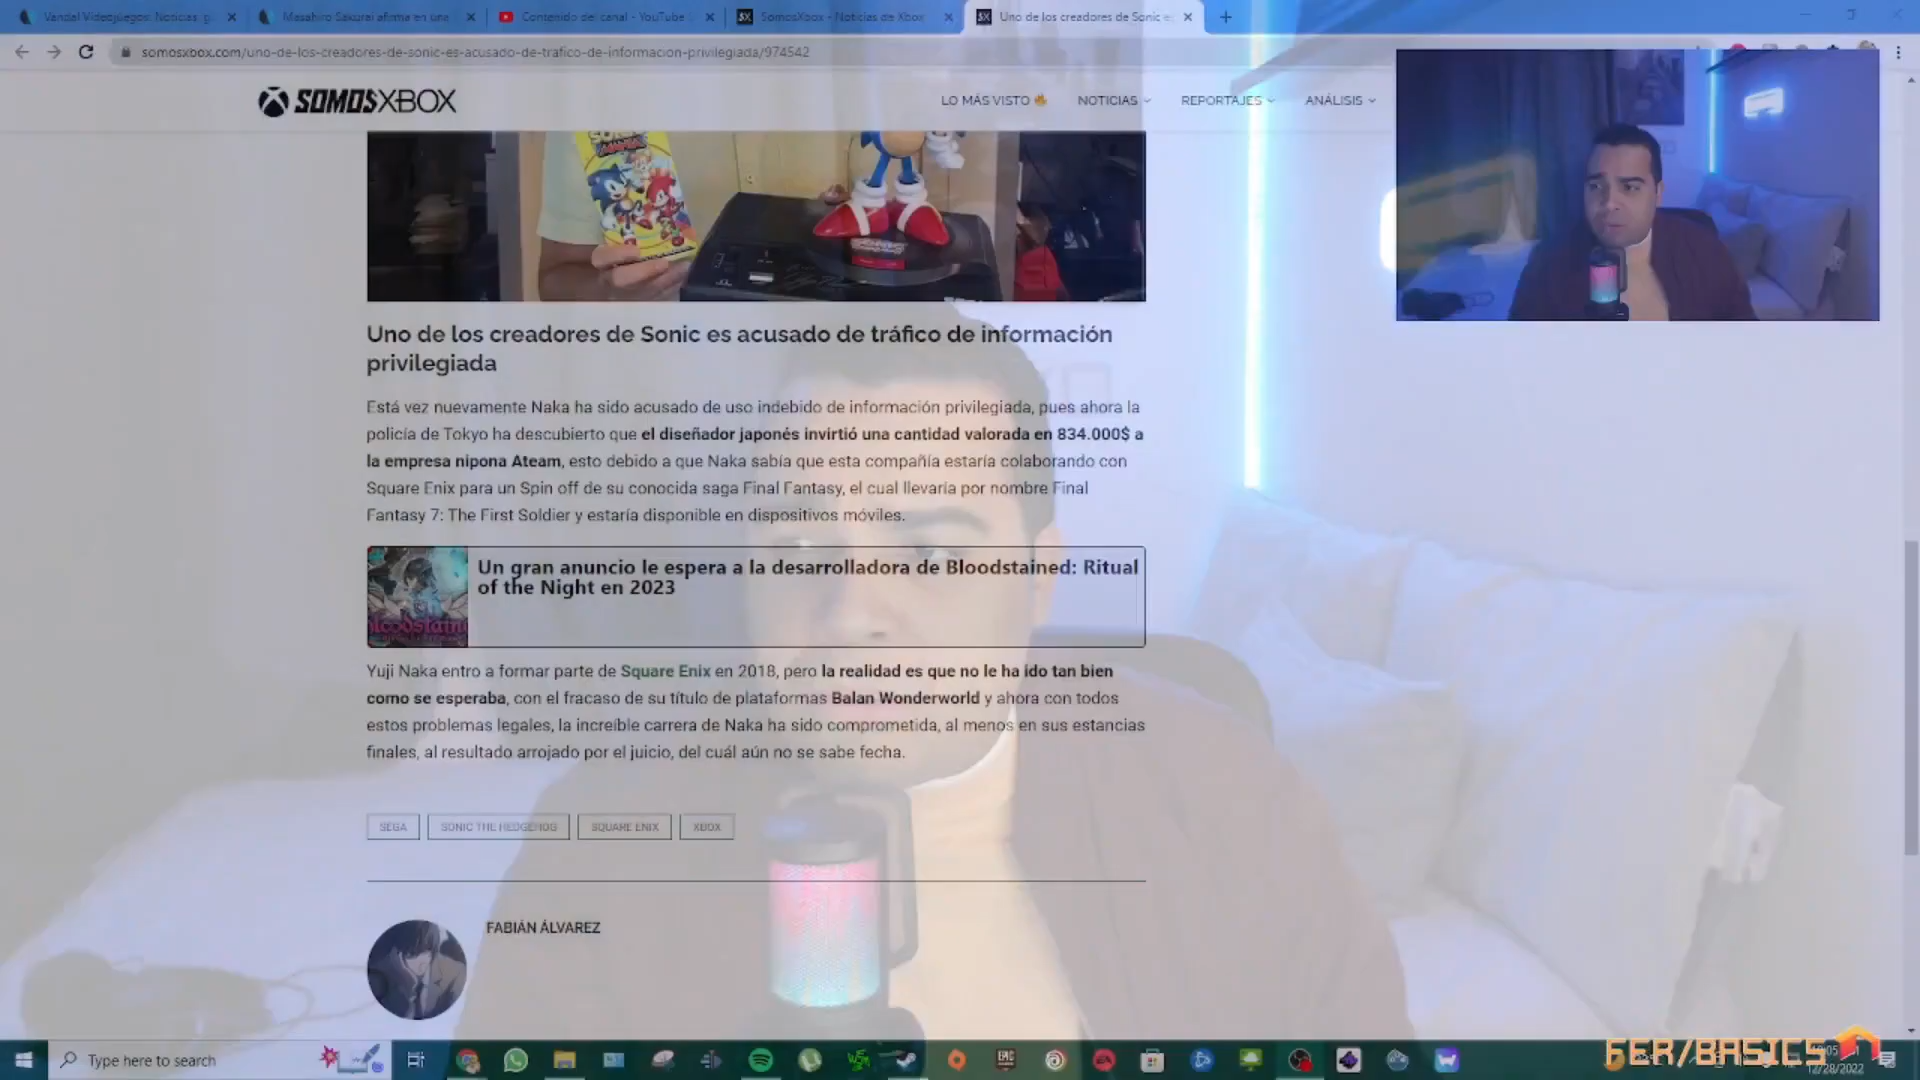 Vandal Videojuegos: Noticias, g
Masahiro Sakurai afirma en una
Contenido del canal - YouTube
SomosXbox - Noticias de Xbox
Uno de los creadores de Sonic e
somosxbox.com/uno-de-los-creadores-de-sonic-es-acusado-de-trafico-de-informacion-privilegiada/974542
SOMOSXBOX
LO MÁS VISTO
NOTICIAS
REPORTAJES
ANÁLISIS
Uno de los creadores de Sonic es acusado de tráfico de información
privilegiada
Está vez nuevamente Naka ha sido acusado de uso indebido de información privilegiada, pues ahora la
policía de Tokyo ha descubierto que el diseñador japonés invirtió una cantidad valorada en 834.000$ a
la empresa nipona Ateam, esto debido a que Naka sabía que esta compañía estaría colaborando con
Square Enix para un Spin off de su conocida saga Final Fantasy, el cual llevaría por nombre Final
Fantasy 7: The First Soldier y estaría disponible en dispositivos móviles.
Un gran anuncio le espera a la desarrolladora de Bloodstained: Ritual
of the Night en 2023
Yuji Naka entro a formar parte de Square Enix en 2018, pero la realidad es que no le ha ido tan bien
como se esperaba, con el fracaso de su título de plataformas Balan Wonderworld y ahora con todos
estos problemas legales, la increíble carrera de Naka ha sido comprometida, al menos en sus estancias
finales, al resultado arrojado por el juicio, del cuál aún no se sabe fecha.
SEGA
SONIC THE HEDGEHOG
SQUARE ENIX
XBOX
FABIÁN ÁLVAREZ
Type here to search
FER/BASICS
12/28/2022